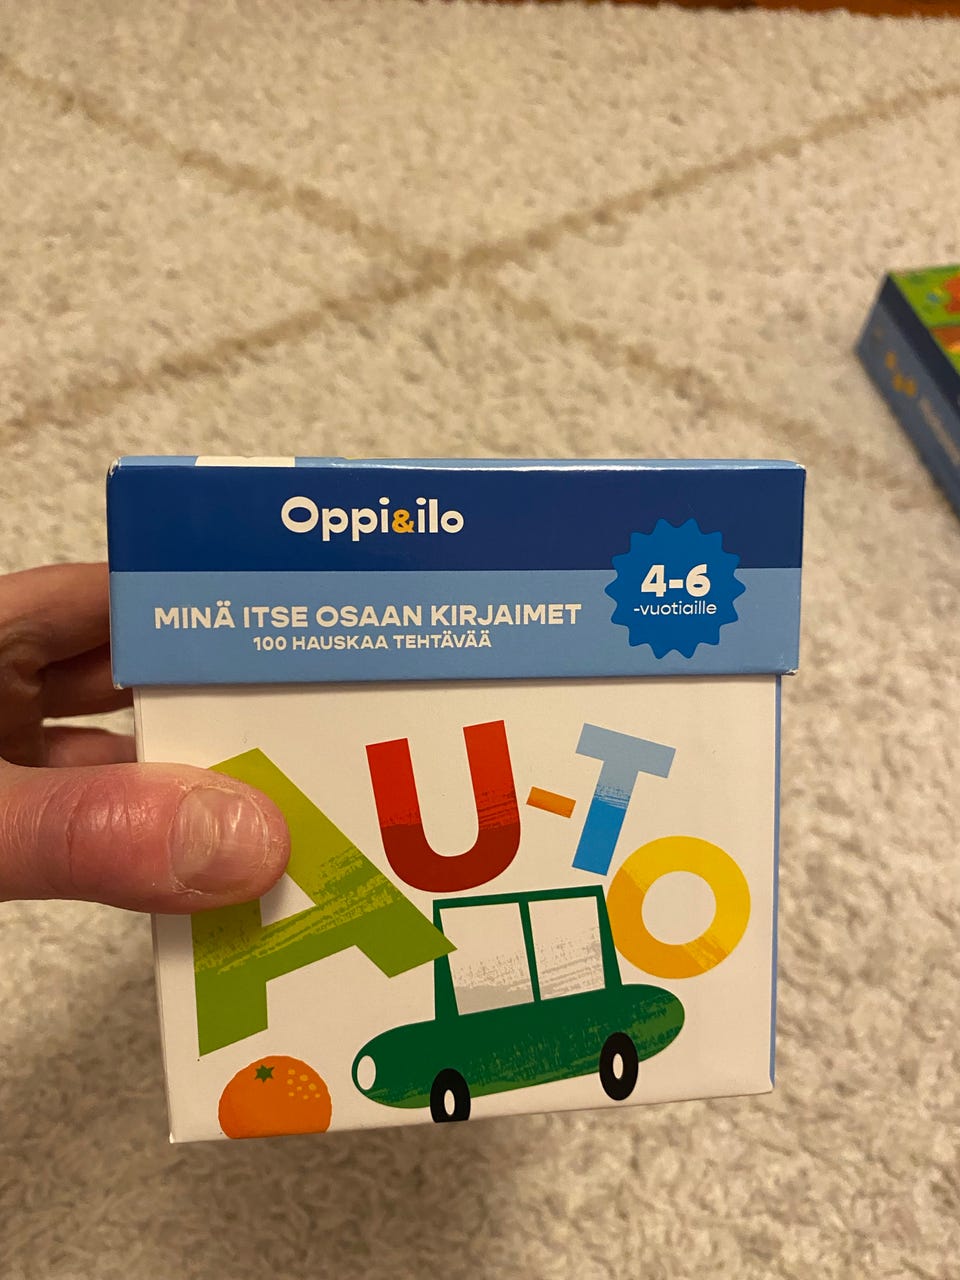 Oppi&ilo
MINÄ ITSE OSAAN KIRJAIMET
100 HAUSKAA TEHTÄVÄÄ
4-6
-vuotiaille
AU-TO